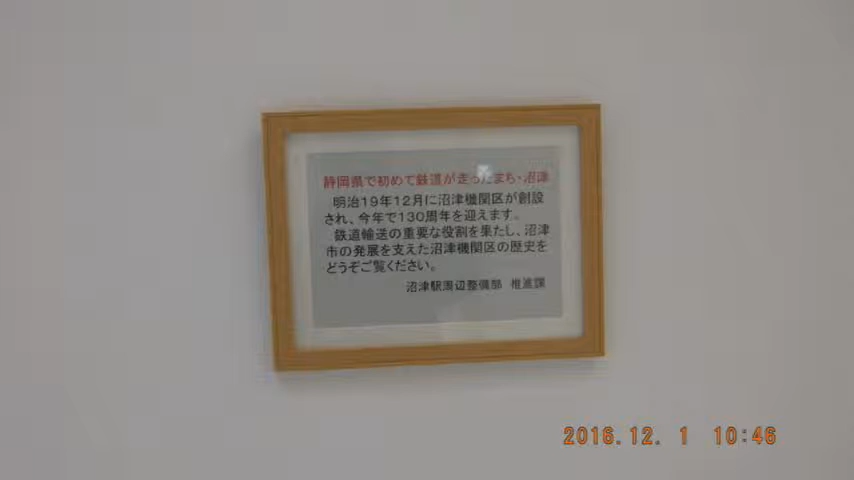 静岡県で初めて鉄道が走ったまち・沼津
明治19年12月に沼津機関区が創設
され、今年で130周年を迎えます。
鉄道輸送の重要な役割を果たし、沼津
市の発展を支えた沼津機関区の歴史を
どうぞご覧ください。
沼津駅周辺整備部 推進課
2016.12. 1 10:46